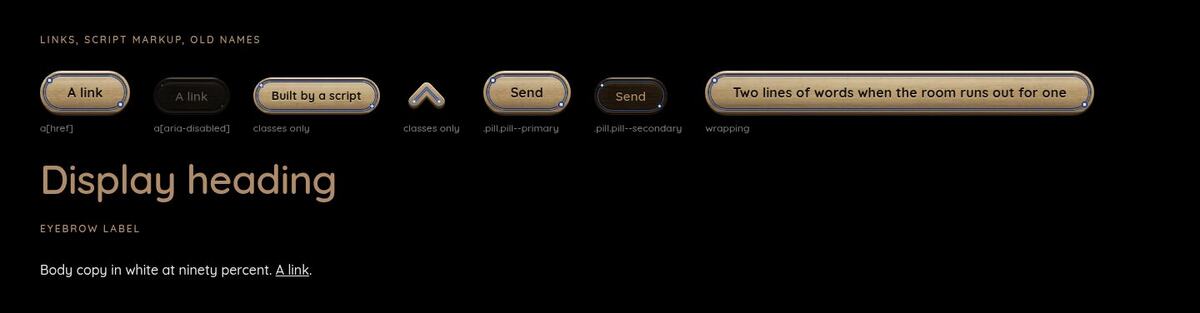 LINKS, SCRIPT MARKUP, OLD NAMES
A link A link Built by a script Send Send Two lines of words when the room runs out for one
a[href] a[aria-disabled] classes only classes only .pill.pill--primary .pill.pill--secondary wrapping
Display heading
EYEBROW LABEL
Body copy in white at ninety percent. A link.